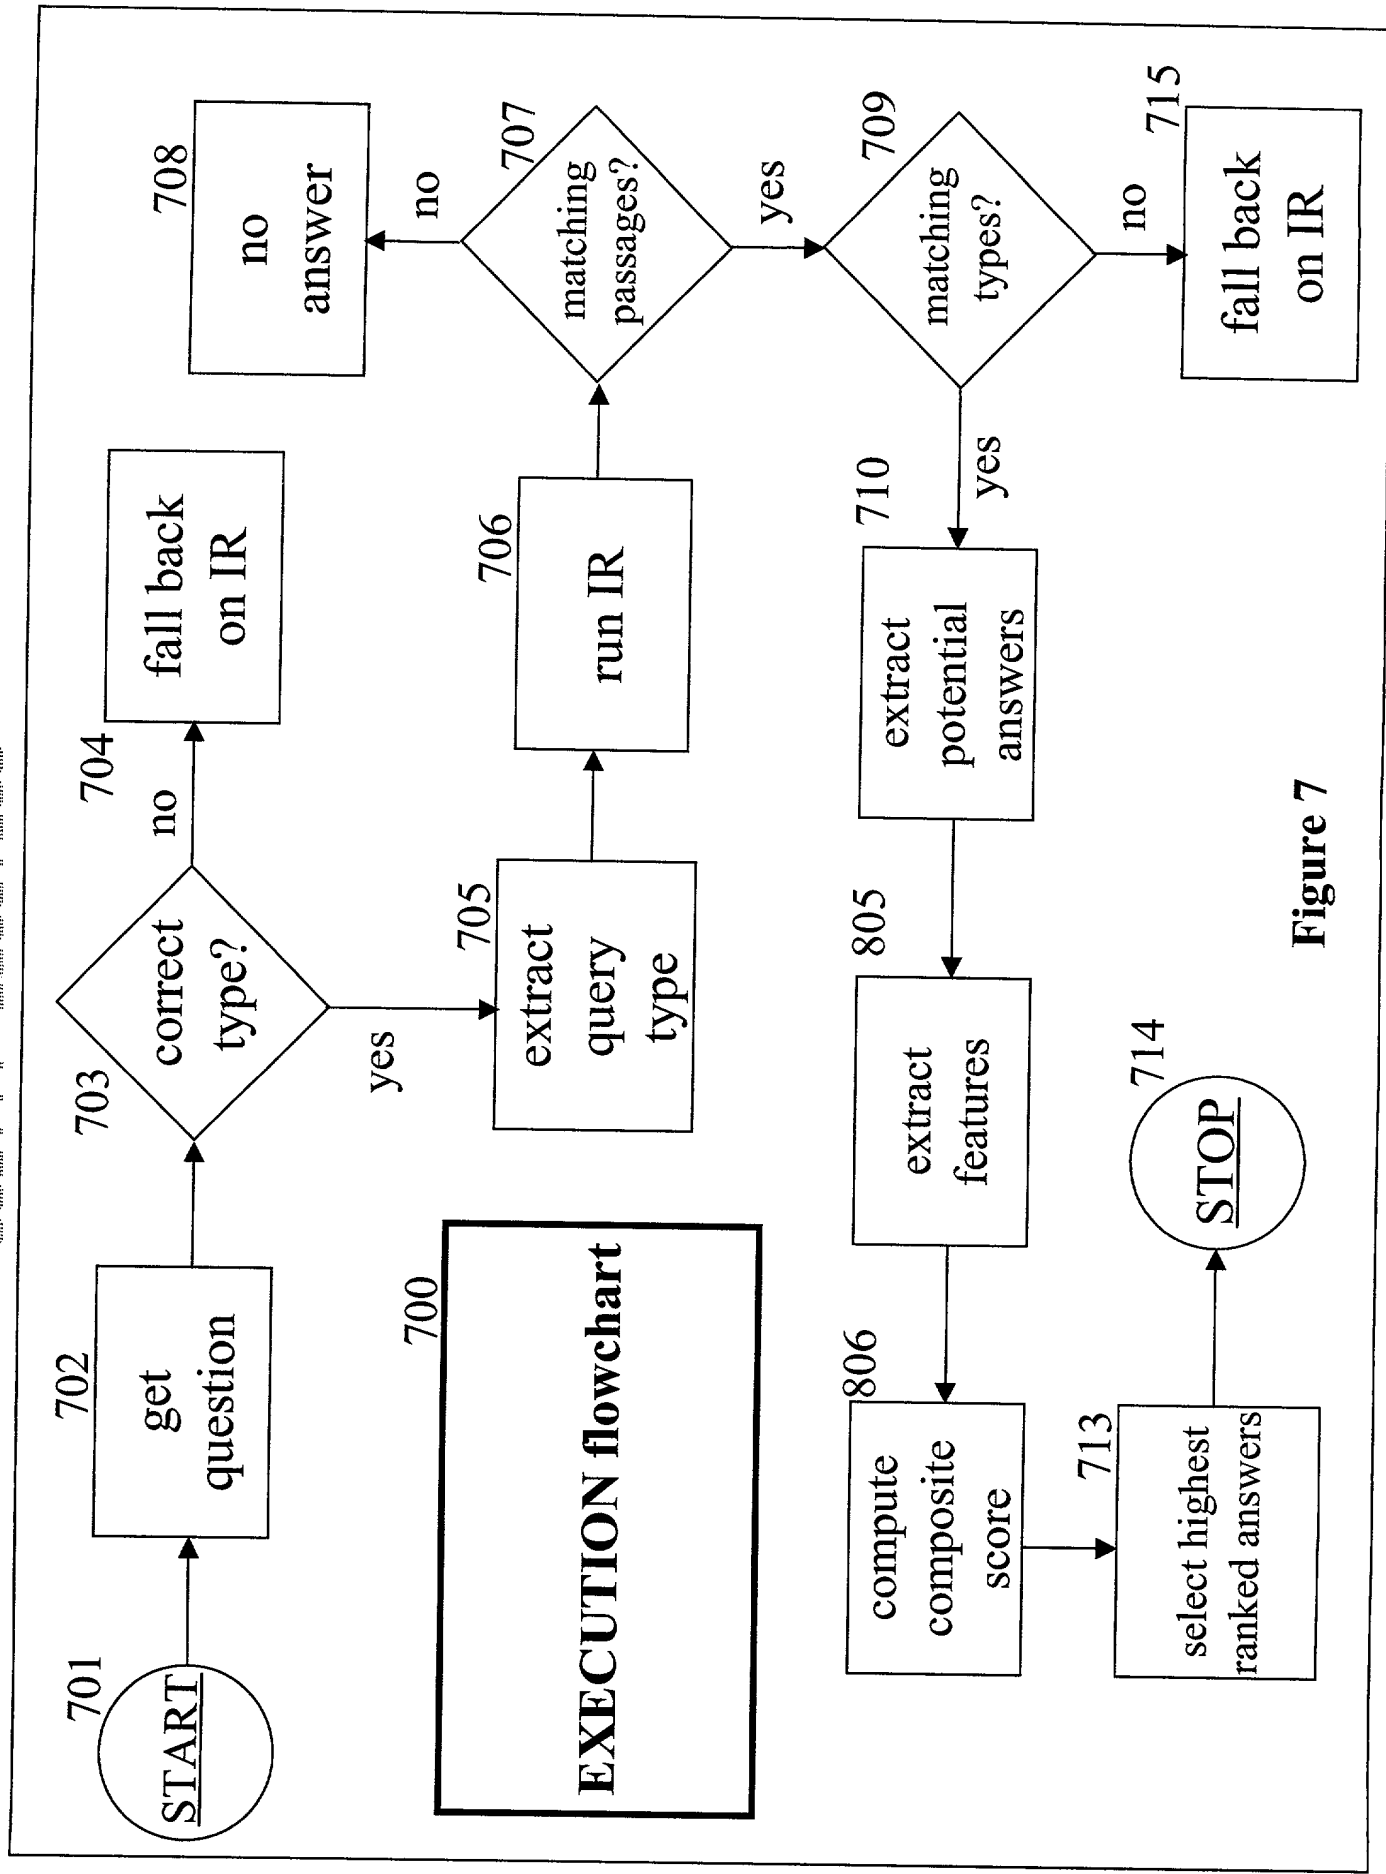 701
START
702
get
question
703
correct
type?
no
704
fall back
on IR
yes
705
extract
query
type
706
run IR
707
matching
passages?
no
708
no
answer
yes
709
matching
types?
no
715
fall back
on IR
yes
710
extract
potential
answers
805
extract
features
806
compute
composite
score
713
select highest
ranked answers
714
STOP
700
EXECUTION flowchart
Figure 7